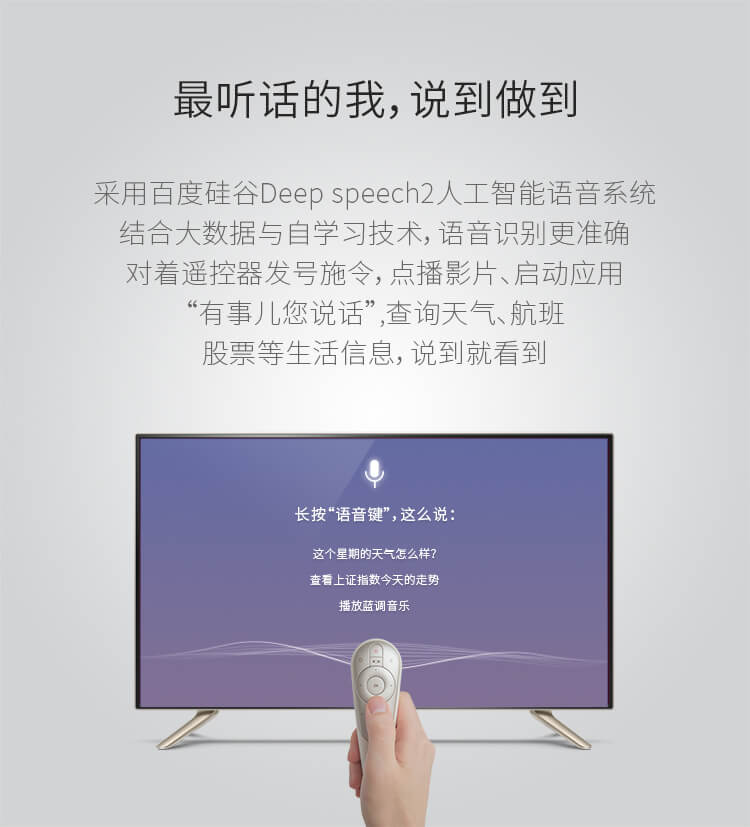 最听话的我，说到做到
采用百度硅谷Deep speech2人工智能语音系统
结合大数据与自学习技术，语音识别更准确
对着遥控器发号施令，点播影片、启动应用
“有事儿您说话”,查询天气、航班
股票等生活信息，说到就看到
长按“语音键”，这么说：
这个星期的天气怎么样？
查看上证指数今天的走势
播放蓝调音乐